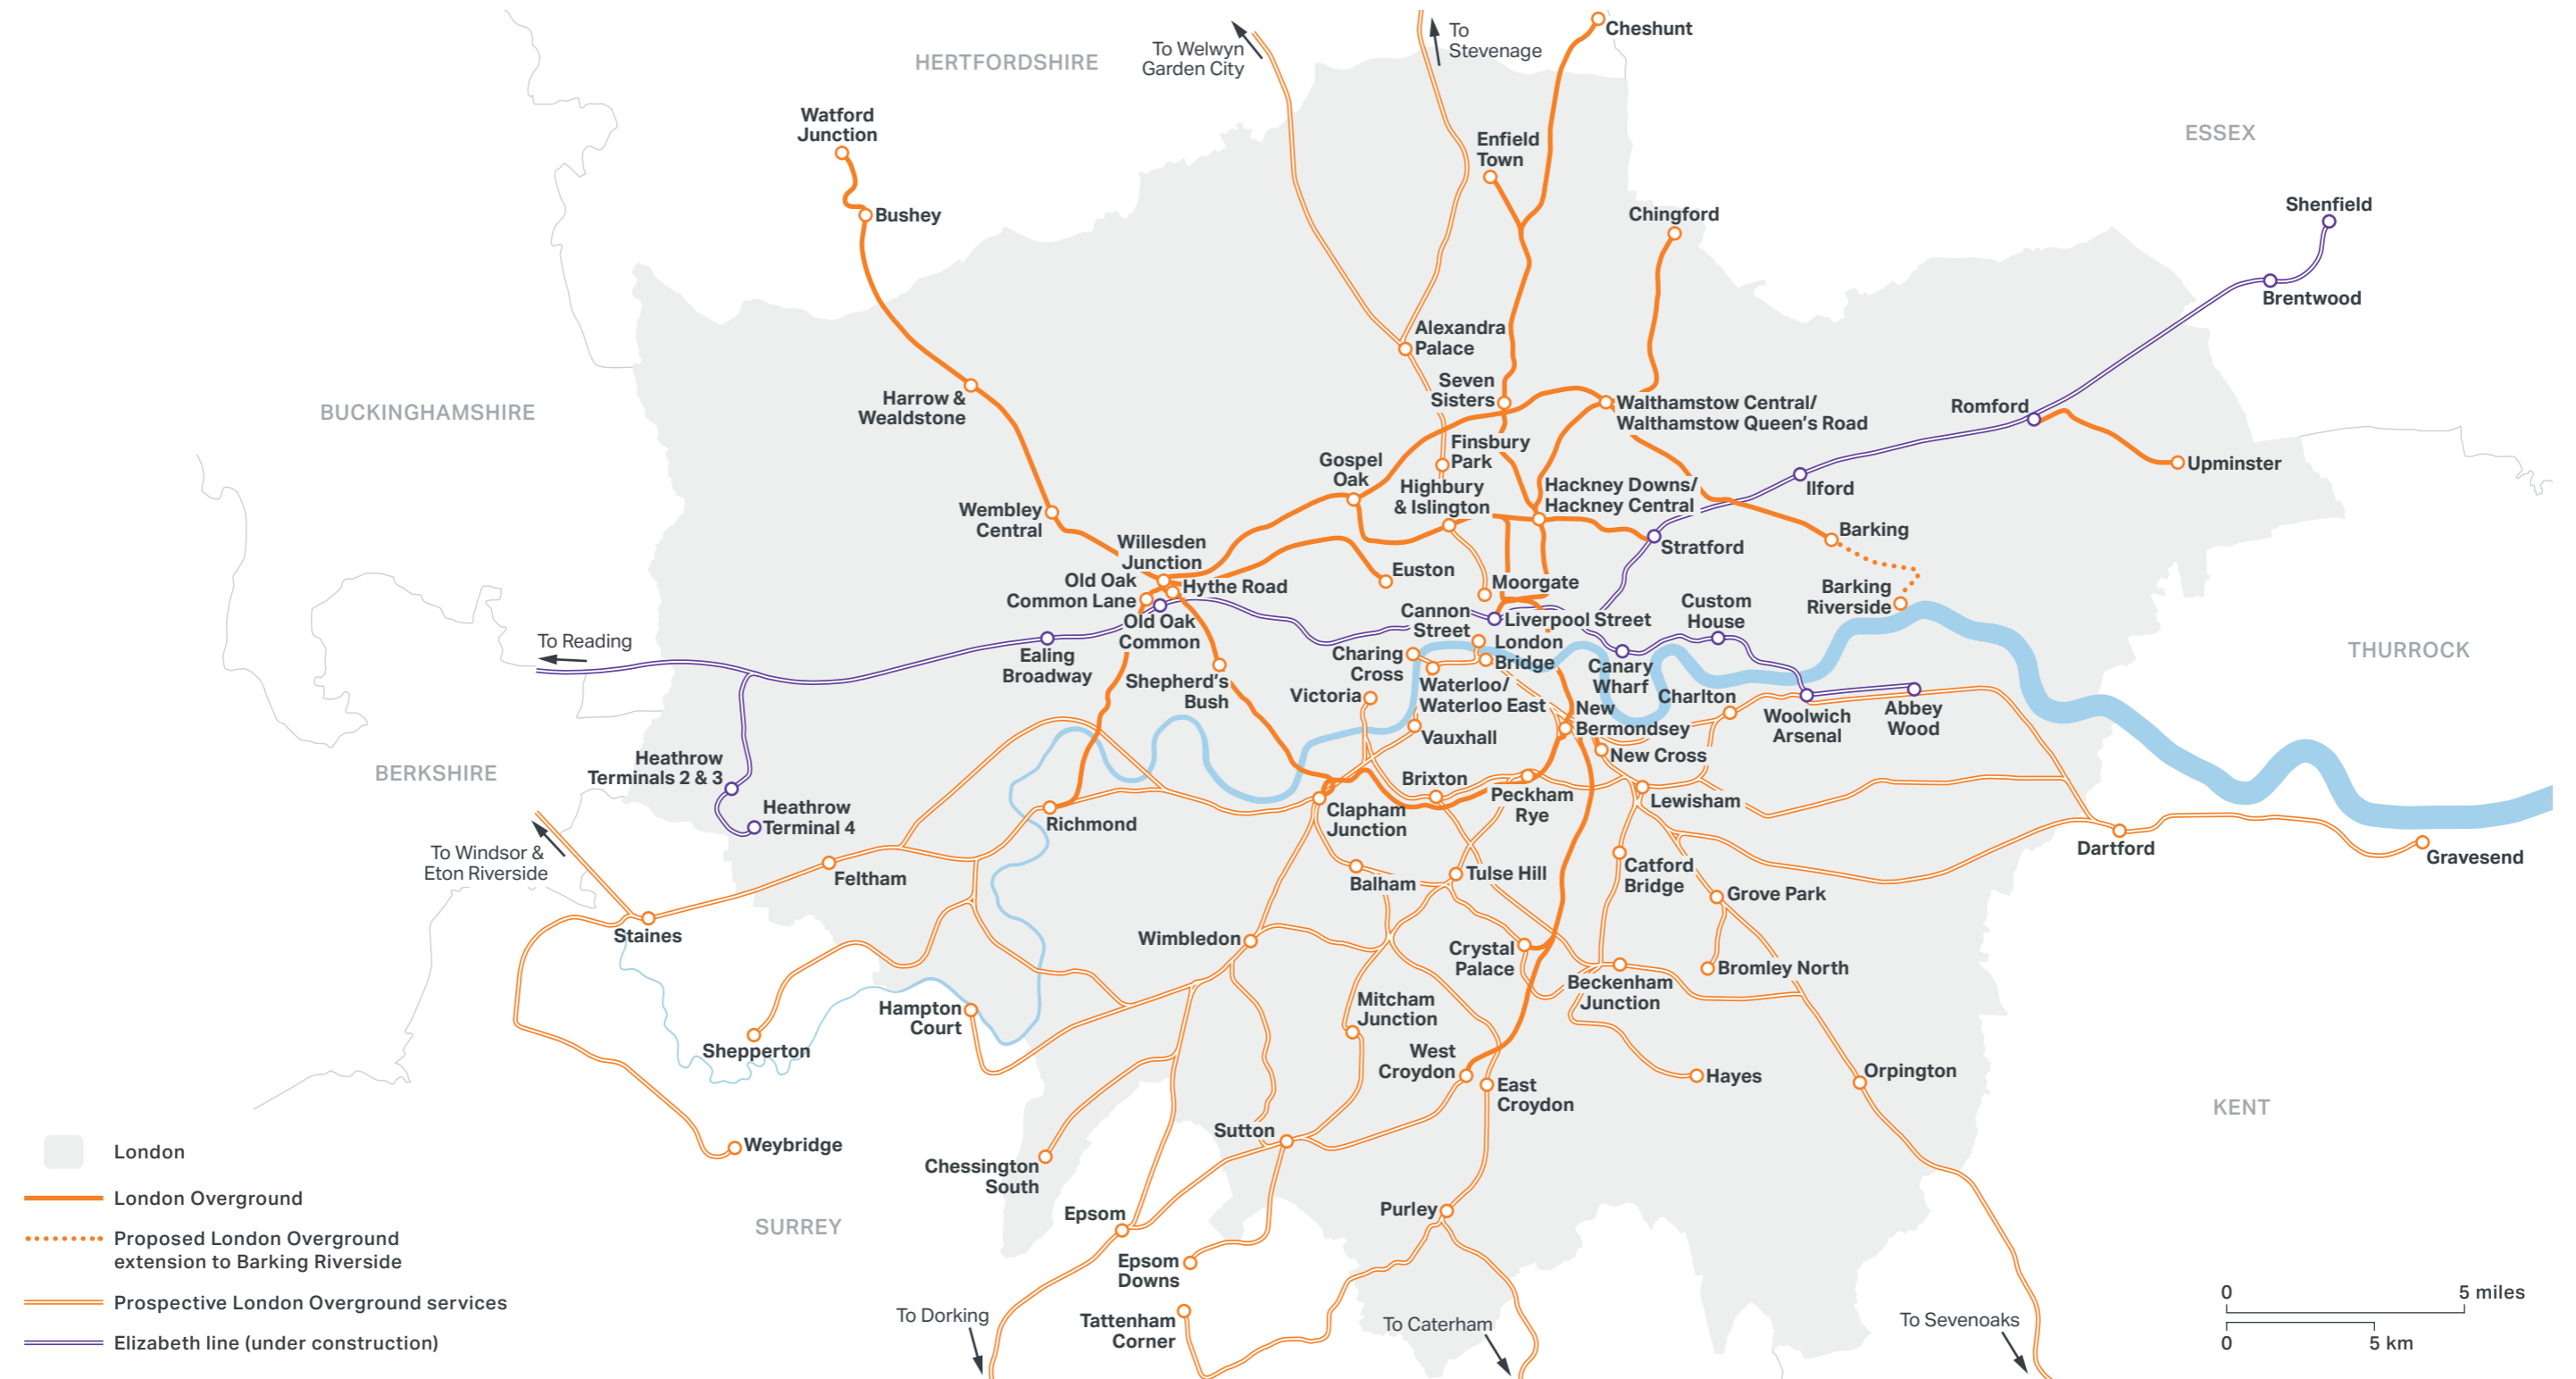 To Welwyn
Garden City
To
Stevenage
Cheshunt
HERTFORDSHIRE
Watford
Junction
Enfield
Town
ESSEX
Bushey
Chingford
Shenfield
Brentwood
Alexandra
Palace
Harrow &
Wealdstone
Seven
Sisters
Walthamstow Central/
Walthamstow Queen's Road
BUCKINGHAMSHIRE
Romford
Upminster
Finsbury
Park
Gospel
Oak
Highbury
& Islington
Hackney Downs/
Hackney Central
Ilford
Wembley
Central
Barking
Stratford
Willesden
Junction
Euston
Old Oak
Common Lane
Hythe Road
Moorgate
Barking
Riverside
Old Oak
Common
Cannon
Street
Liverpool Street
Custom
House
To Reading
Ealing
Broadway
London
Bridge
Charing
Cross
Canary
Wharf
THURROCK
Shepherd's
Bush
Victoria
Waterloo/
Waterloo East
Charlton
New
Bermondsey
Woolwich
Arsenal
Abbey
Wood
Vauxhall
New Cross
BERKSHIRE
Heathrow
Terminals 2 & 3
Heathrow
Terminal 4
Brixton
Peckham
Rye
Lewisham
Richmond
Clapham
Junction
To Windsor &
Eton Riverside
Feltham
Dartford
Gravesend
Balham
Tulse Hill
Catford
Bridge
Grove Park
Staines
Wimbledon
Crystal
Palace
Beckenham
Junction
Bromley North
Hampton
Court
Mitcham
Junction
Shepperton
West
Croydon
East
Croydon
Hayes
Orpington
KENT
Sutton
Weybridge
Chessington
South
Epsom
Purley
SURREY
Epsom
Downs
Tattenham
Corner
To Dorking
To Caterham
To Sevenoaks
London
London Overground
Proposed London Overground
extension to Barking Riverside
Prospective London Overground services
Elizabeth line (under construction)
0 5 miles
0 5 km